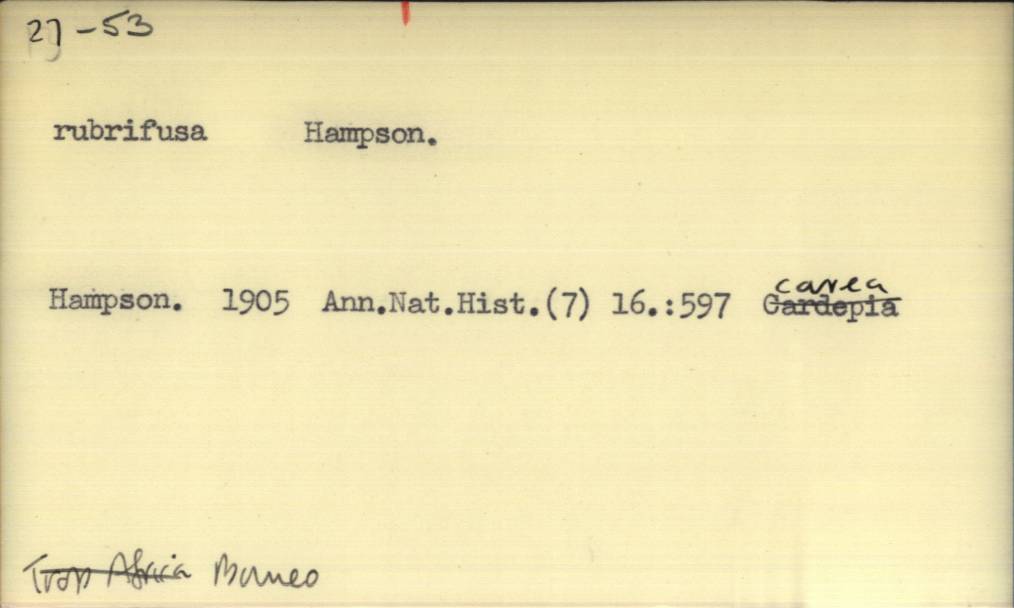 27-53
rubrifusa Hampson.
carea
Hampson. 1905 Ann.Nat.Hist.(7) 16.:597 Gardepia
Trop Africa Borneo